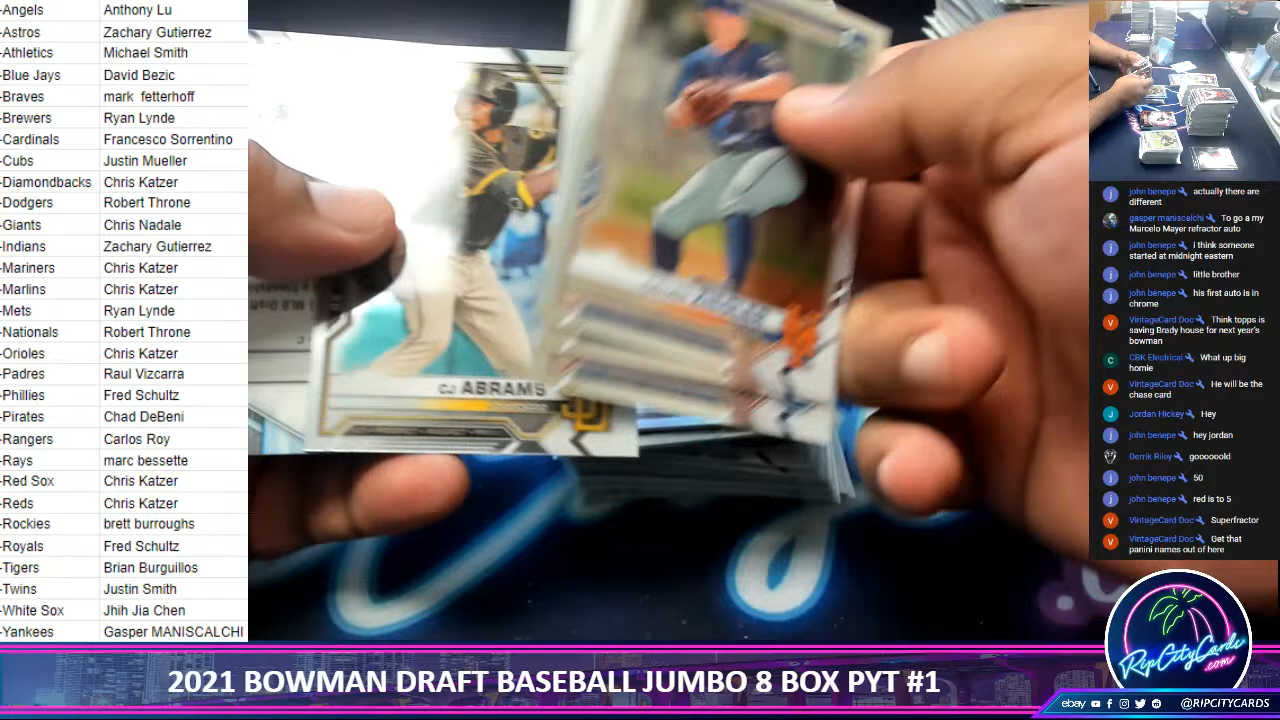 -Angels Anthony Lu
-Astros Zachary Gutierrez
-Athletics Michael Smith
-Blue Jays David Bezic
-Braves mark fetterhoff
-Brewers Ryan Lynde
-Cardinals Francesco Sorrentino
-Cubs Justin Mueller
-Diamondbacks Chris Katzer
-Dodgers Robert Throne
-Giants Chris Nadale
-Indians Zachary Gutierrez
-Mariners Chris Katzer
-Marlins Chris Katzer
-Mets Ryan Lynde
-Nationals Robert Throne
-Orioles Chris Katzer
-Padres Raul Vizcarra
-Phillies Fred Schultz
-Pirates Chad DeBeni
-Rangers Carlos Roy
-Rays marc bessette
-Red Sox Chris Katzer
-Reds Chris Katzer
-Rockies brett burroughs
-Royals Fred Schultz
-Tigers Brian Burguillos
-Twins Justin Smith
-White Sox Jhih Jia Chen
-Yankees Gasper MANISCALCHI
CJ ABRAMS
SD
john benepe actually there are
different
gasper maniscalchi To go a my
Marcelo Mayer refractor auto
john benepe i think someone
started at midnight eastern
john benepe little brother
john benepe his first auto is in
chrome
VintageCard Doc Think topps is
saving Brady house for next year's
bowman
CBK Electrical What up big
homie
VintageCard Doc He will be the
chase card
Jordan Hickey Hey
john benepe hey jordan
Derrik Riley goooooold
john benepe 50
john benepe red is to 5
VintageCard Doc Superfractor
VintageCard Doc Get that
panini names out of here
RipCityCards
.com
2021 BOWMAN DRAFT BASEBALL JUMBO 8 BOX PYT #1
ebay @RIPCITYCARDS